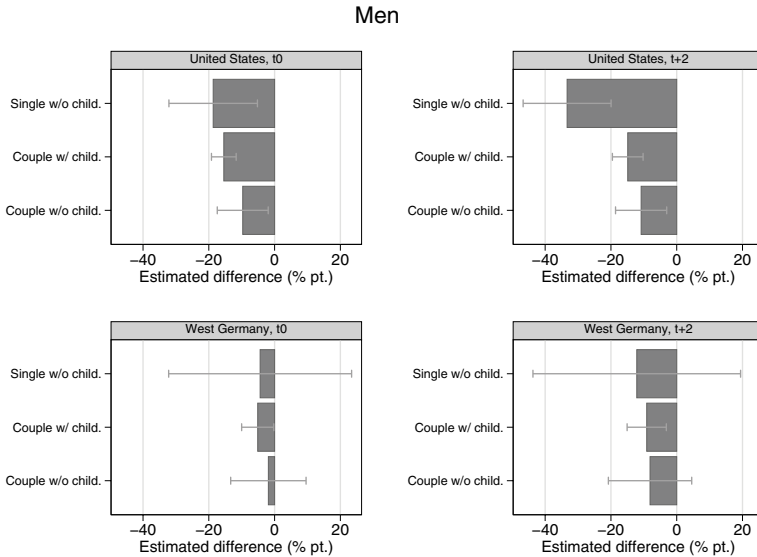 Men
United States, t0
Single w/o child.
Couple w/ child.
Couple w/o child.
−40 −20 0 20
Estimated difference (% pt.)
United States, t+2
Single w/o child.
Couple w/ child.
Couple w/o child.
−40 −20 0 20
Estimated difference (% pt.)
West Germany, t0
Single w/o child.
Couple w/ child.
Couple w/o child.
−40 −20 0 20
Estimated difference (% pt.)
West Germany, t+2
Single w/o child.
Couple w/ child.
Couple w/o child.
−40 −20 0 20
Estimated difference (% pt.)